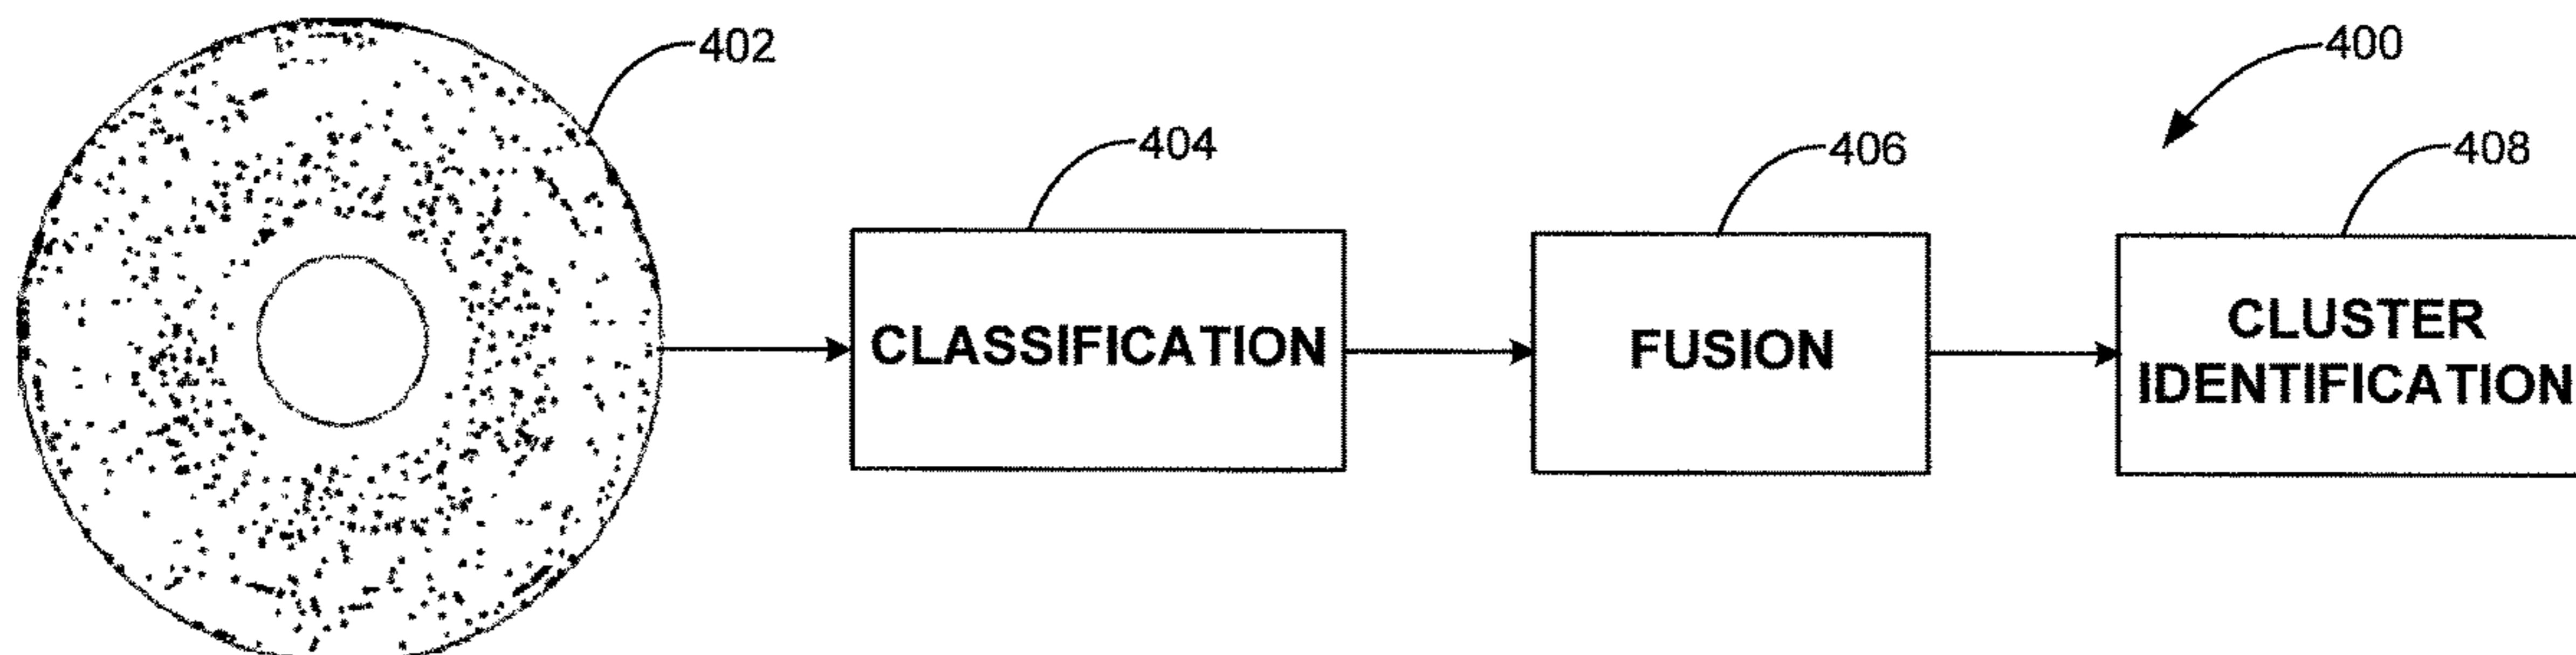 402
400
404
406
408
CLASSIFICATION
FUSION
CLUSTER
IDENTIFICATION